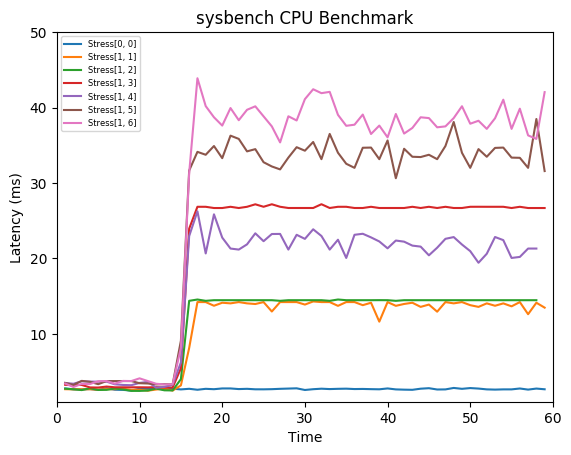 sysbench CPU Benchmark
50
Stress[0, 0]
Stress[1, 1]
Stress[1, 2]
Stress[1, 3]
Stress[1, 4]
Stress[1, 5]
Stress[1, 6]
40
30
20
10
Latency (ms)
0 10 20 30 40 50 60
Time